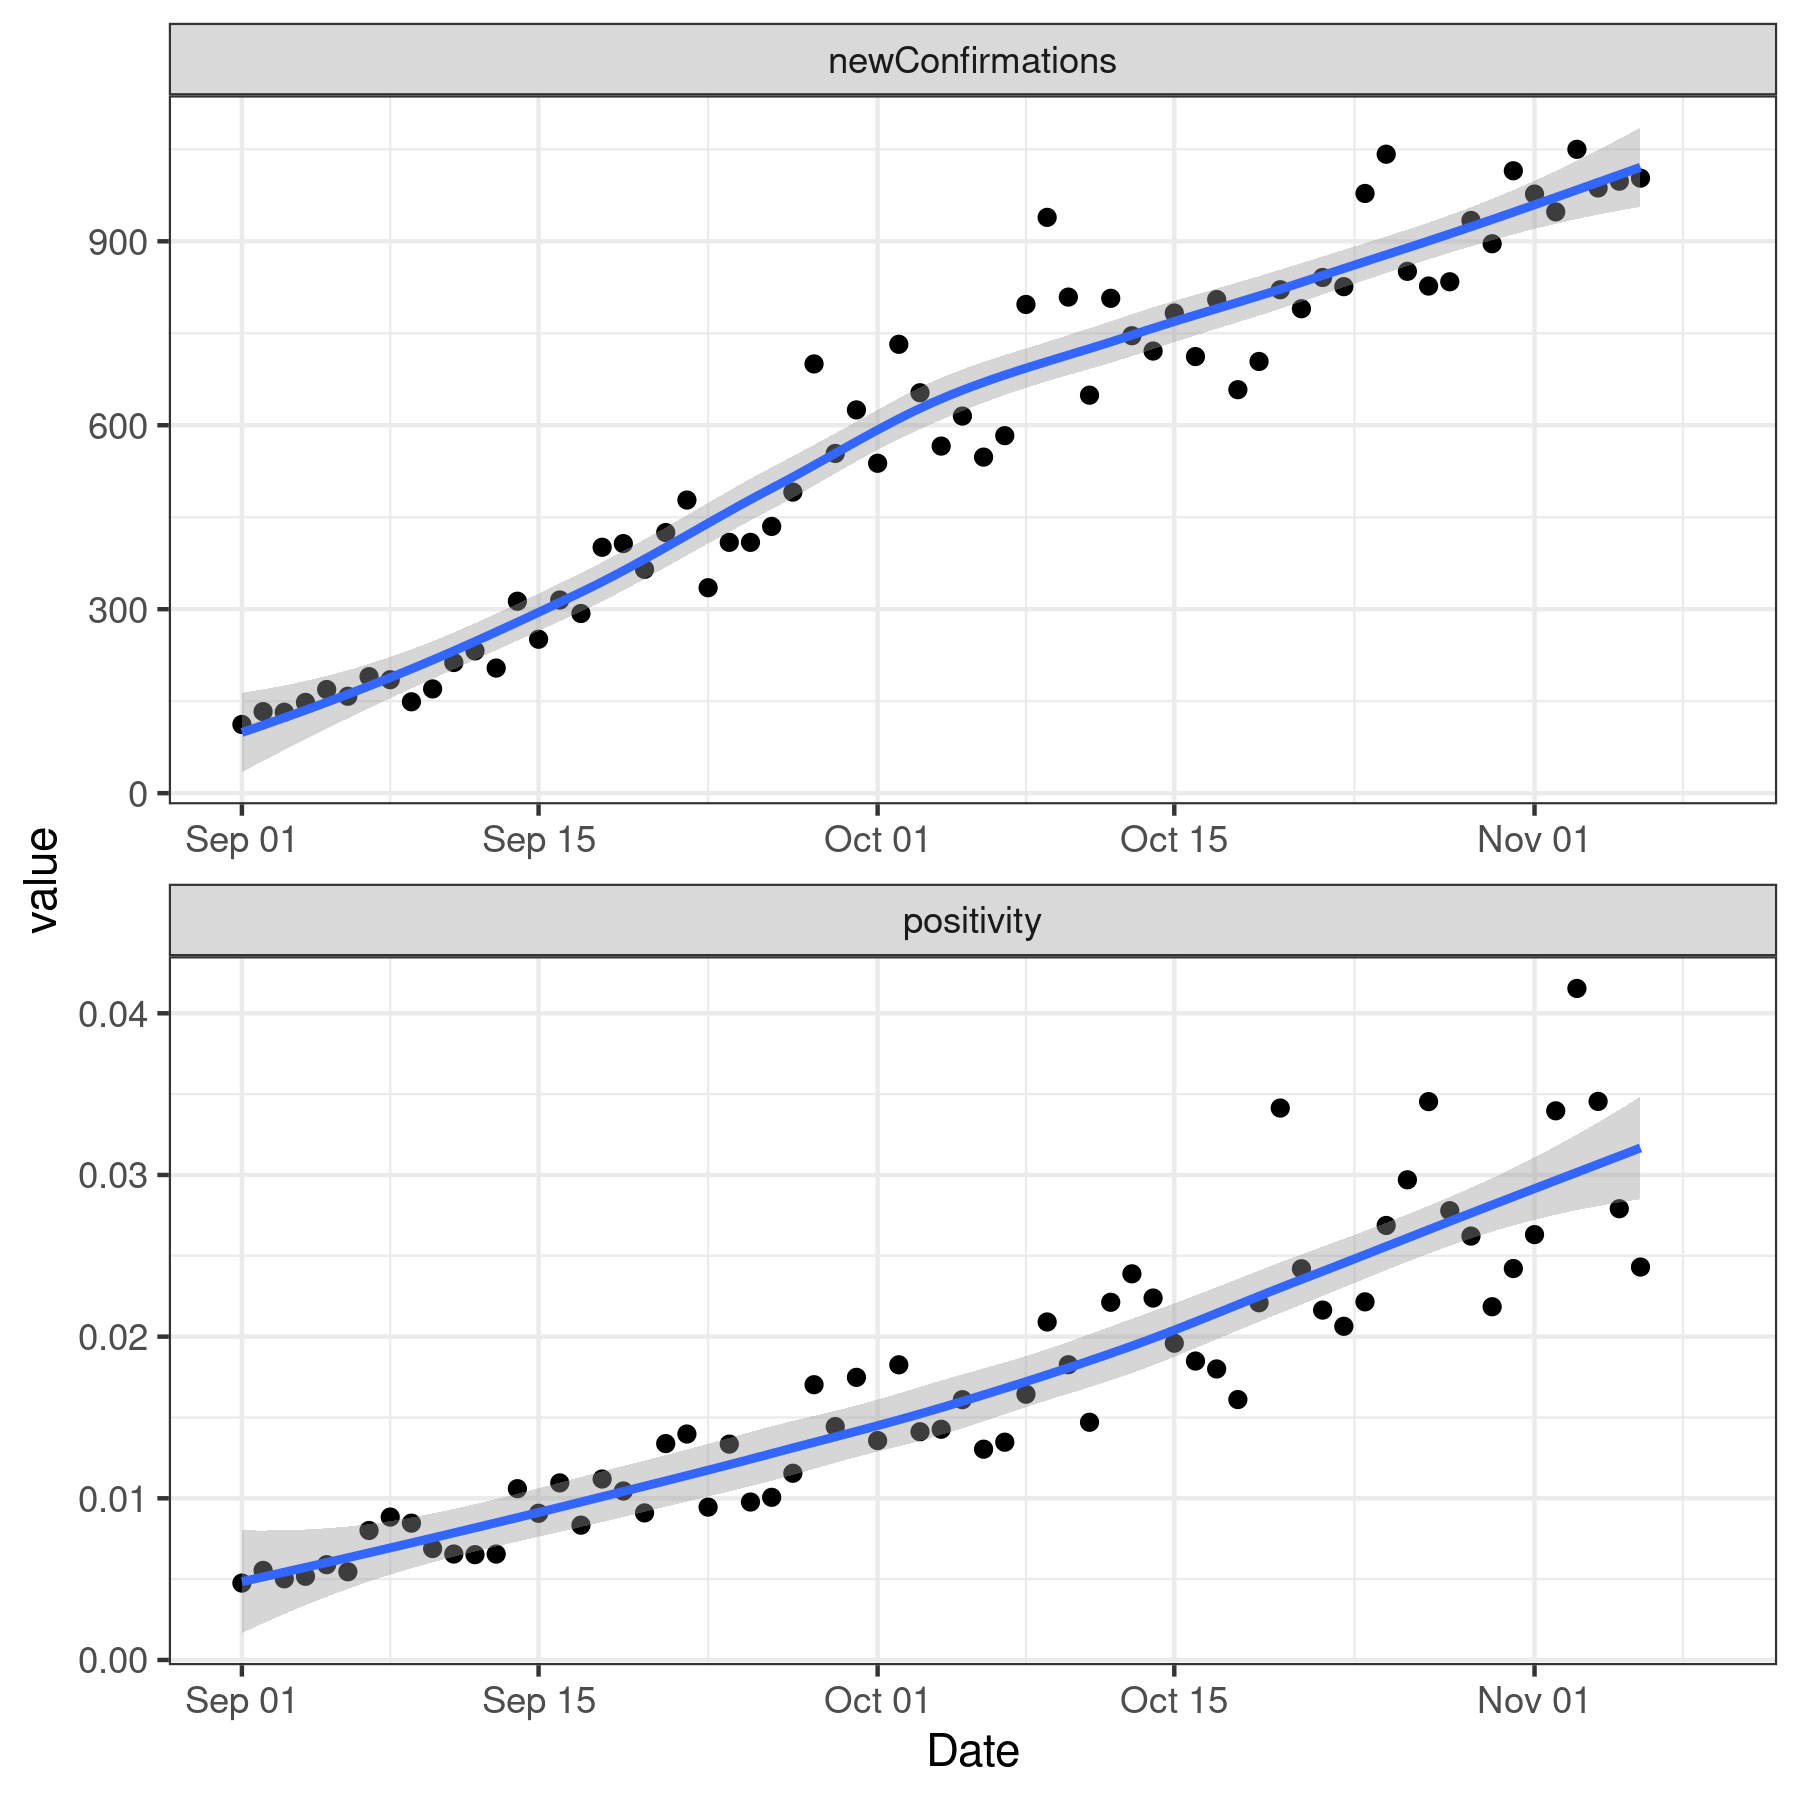 newConfirmations
900
600
300
0
Sep 01 Sep 15 Oct 01 Oct 15 Nov 01
value
positivity
0.04
0.03
0.02
0.01
0.00
Sep 01 Sep 15 Oct 01 Oct 15 Nov 01
Date